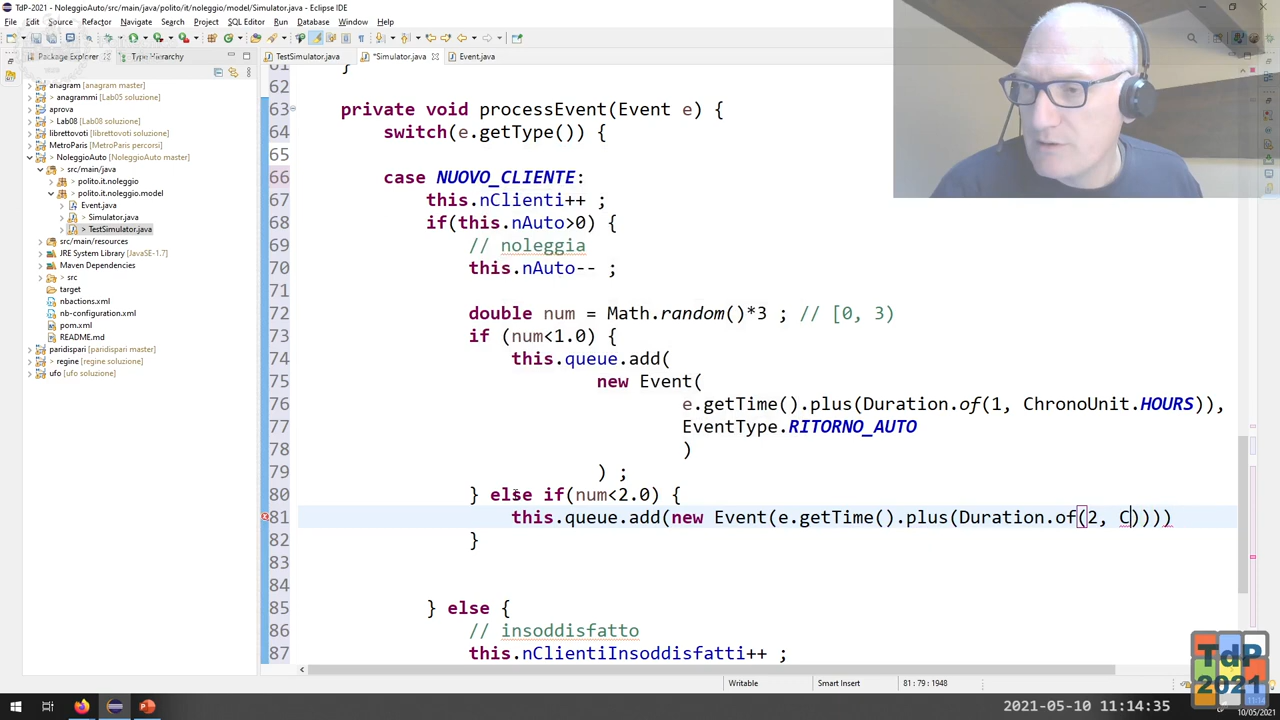 TdP-2021 - NoleggioAuto/src/main/java/polito/it/noleggio/model/Simulator.java - Eclipse IDE
File Edit Source Refactor Navigate Search Project SQL Editor Run Database Window Help
Package Explorer Type Hierarchy
TestSimulator.java *Simulator.java Event.java
anagram [anagram master]
> anagrammi [Lab05 soluzione]
aprova
> Lab08 [Lab08 soluzione]
librettovoti [librettovoti soluzione]
MetroParis [MetroParis percorsi]
> NoleggioAuto [NoleggioAuto master]
> src/main/java
> polito.it.noleggio
> polito.it.noleggio.model
Event.java
> Simulator.java
> TestSimulator.java
src/main/resources
JRE System Library [JavaSE-1.7]
Maven Dependencies
> src
target
nbactions.xml
nb-configuration.xml
pom.xml
README.md
paridispari [paridispari master]
> regine [regine soluzione]
ufo [ufo soluzione]
61 }
62
63 private void processEvent(Event e) {
64 switch(e.getType()) {
65
66 case NUOVO_CLIENTE:
67 this.nClienti++ ;
68 if(this.nAuto>0) {
69 // noleggia
70 this.nAuto-- ;
71
72 double num = Math.random()*3 ; // [0, 3)
73 if (num<1.0) {
74 this.queue.add(
75 new Event(
76 e.getTime().plus(Duration.of(1, ChronoUnit.HOURS)),
77 EventType.RITORNO_AUTO
78 )
79 ) ;
80 } else if(num<2.0) {
81 this.queue.add(new Event(e.getTime().plus(Duration.of(2, C))))
82 }
83
84
85 } else {
86 // insoddisfatto
87 this.nClientiInsoddisfatti++ ;
Writable Smart Insert 81 : 79 : 1948
TdP
2021
2021-05-10 11:14:35
11:14
10/05/2021